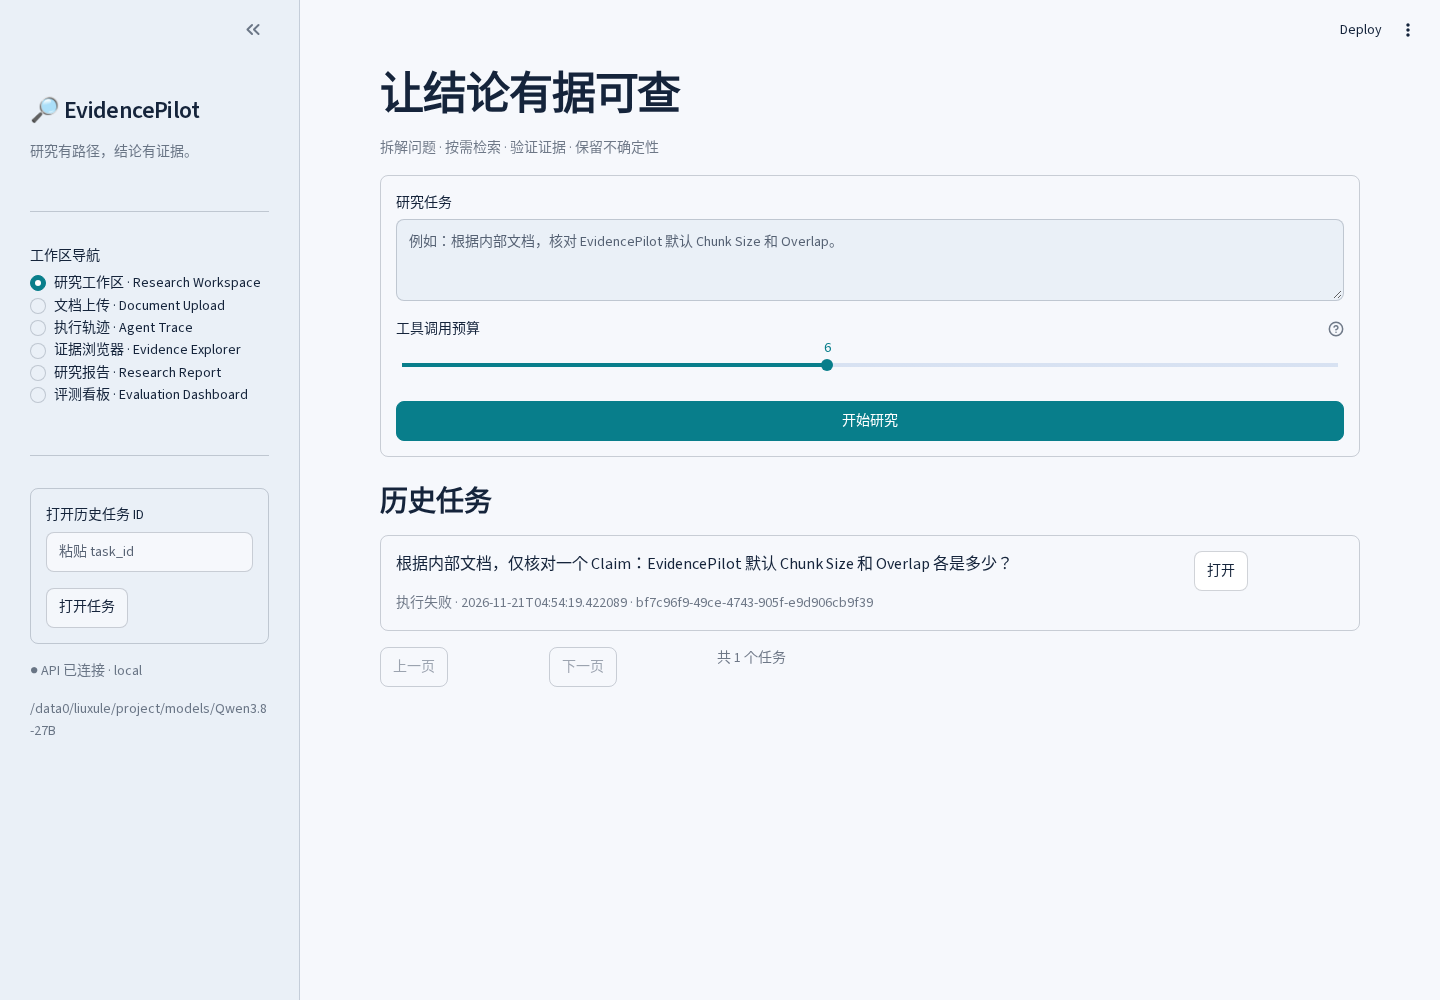 Deploy
EvidencePilot
研究有路径，结论有证据。
工作区导航
研究工作区 · Research Workspace
文档上传 · Document Upload
执行轨迹 · Agent Trace
证据浏览器 · Evidence Explorer
研究报告 · Research Report
评测看板 · Evaluation Dashboard
打开历史任务 ID
粘贴 task_id
打开任务
● API 已连接 · local
/data0/liuxule/project/models/Qwen3.8
-27B
让结论有据可查
拆解问题 · 按需检索 · 验证证据 · 保留不确定性
研究任务
例如：根据内部文档，核对 EvidencePilot 默认 Chunk Size 和 Overlap。
工具调用预算
6
开始研究
历史任务
根据内部文档，仅核对一个 Claim：EvidencePilot 默认 Chunk Size 和 Overlap 各是多少？
打开
执行失败 · 2026-11-21T04:54:19.422089 · bf7c96f9-49ce-4743-905f-e9d906cb9f39
上一页
下一页
共 1 个任务